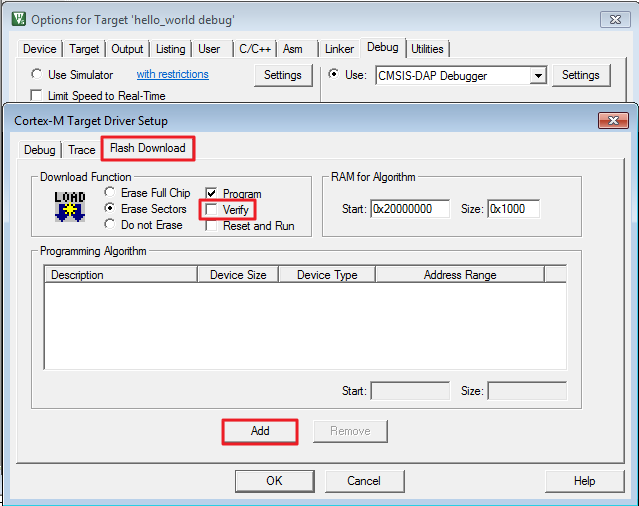 Options for Target 'hello_world debug'
Device Target Output Listing User C/C++ Asm Linker Debug Utilities
Use Simulator with restrictions Settings Use: CMSIS-DAP Debugger Settings
Limit Speed to Real-Time
Cortex-M Target Driver Setup
Debug Trace Flash Download
Download Function RAM for Algorithm
LOAD Erase Full Chip Program
Erase Sectors Verify Start: 0x20000000 Size: 0x1000
Do not Erase Reset and Run
Programming Algorithm
Description Device Size Device Type Address Range
Start: Size:
Add Remove
OK Cancel Help